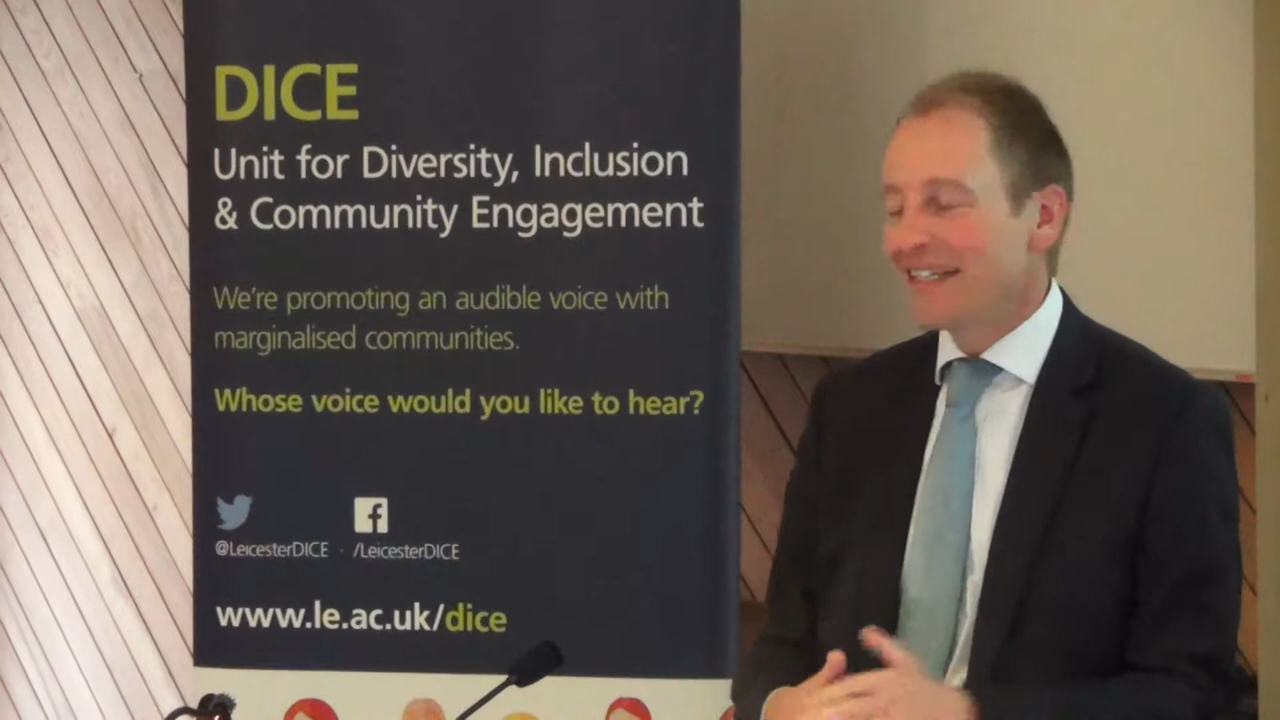 DICE
Unit for Diversity, Inclusion
& Community Engagement
We're promoting an audible voice with
marginalised communities.
Whose voice would you like to hear?
@LeicesterDICE · /LeicesterDICE
www.le.ac.uk/dice